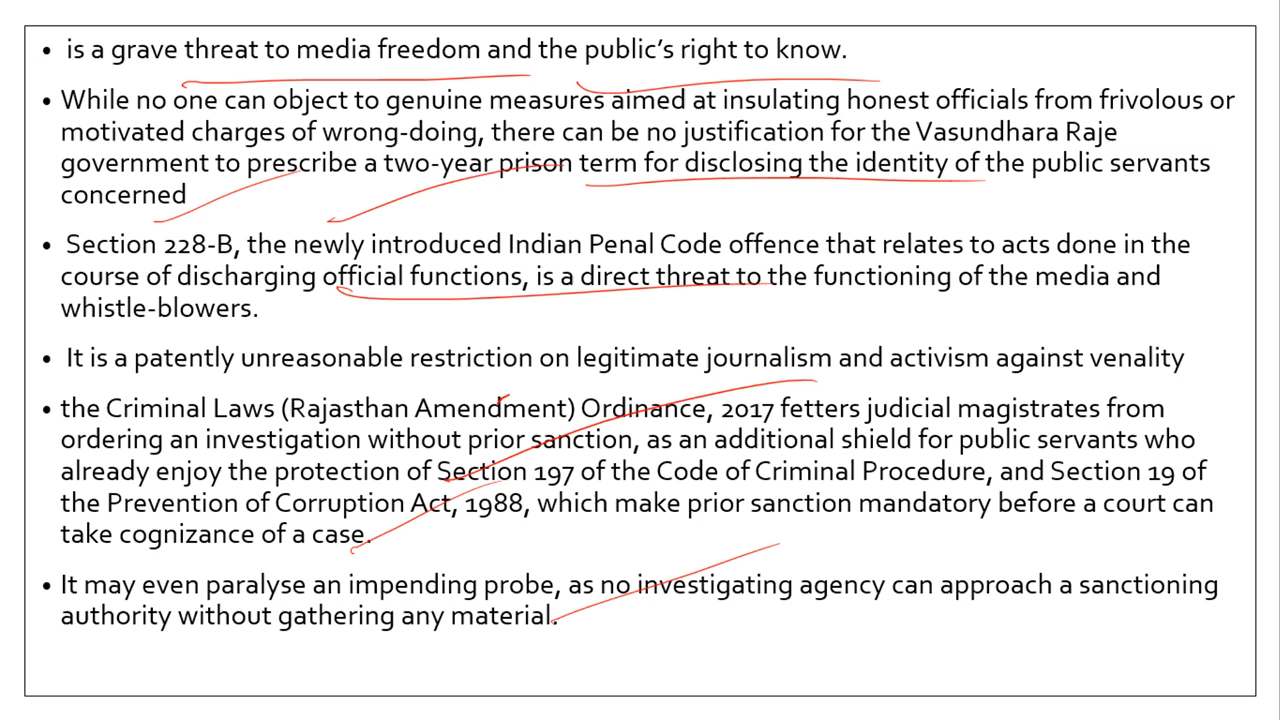 • is a grave threat to media freedom and the public’s right to know.
• While no one can object to genuine measures aimed at insulating honest officials from frivolous or
motivated charges of wrong-doing, there can be no justification for the Vasundhara Raje
government to prescribe a two-year prison term for disclosing the identity of the public servants
concerned
• Section 228-B, the newly introduced Indian Penal Code offence that relates to acts done in the
course of discharging official functions, is a direct threat to the functioning of the media and
whistle-blowers.
• It is a patently unreasonable restriction on legitimate journalism and activism against venality
• the Criminal Laws (Rajasthan Amendment) Ordinance, 2017 fetters judicial magistrates from
ordering an investigation without prior sanction, as an additional shield for public servants who
already enjoy the protection of Section 197 of the Code of Criminal Procedure, and Section 19 of
the Prevention of Corruption Act, 1988, which make prior sanction mandatory before a court can
take cognizance of a case.
• It may even paralyse an impending probe, as no investigating agency can approach a sanctioning
authority without gathering any material.